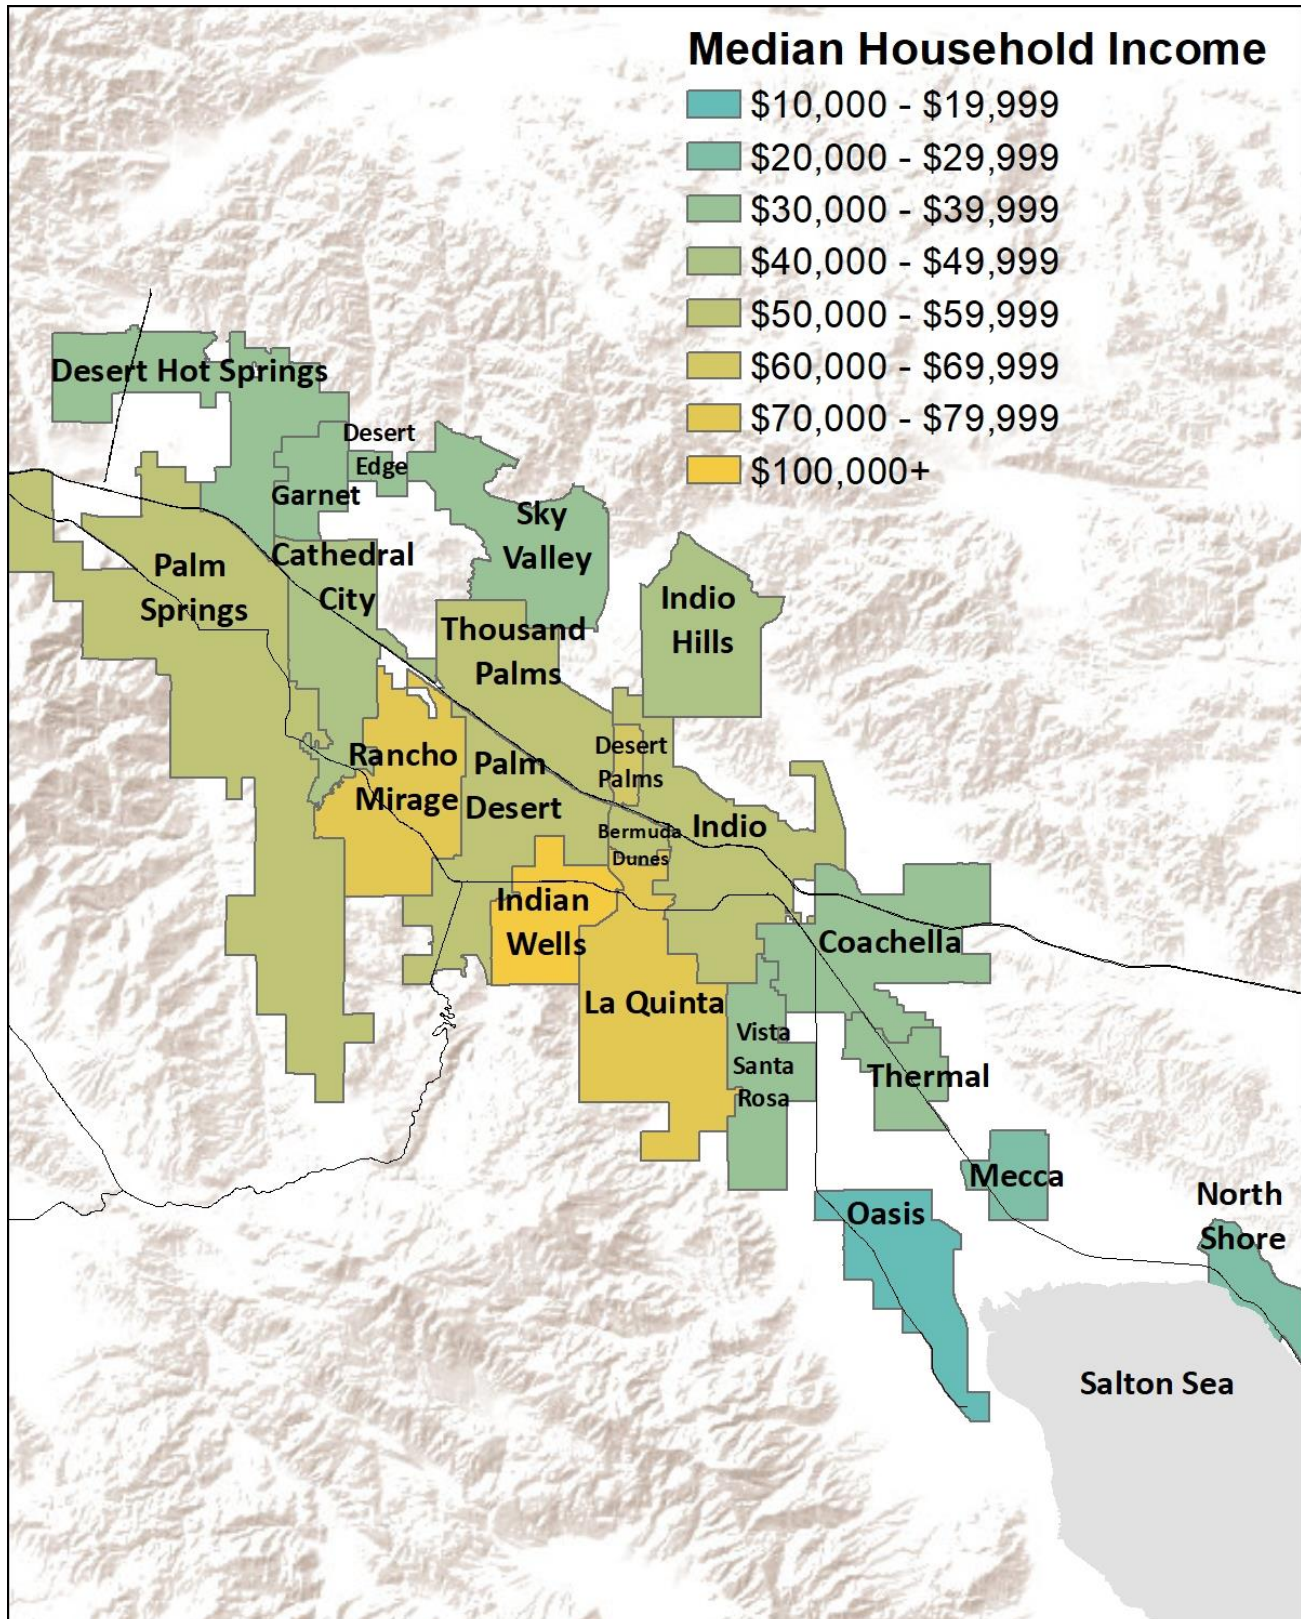 Median Household Income
$10,000 - $19,999
$20,000 - $29,999
$30,000 - $39,999
$40,000 - $49,999
$50,000 - $59,999
$60,000 - $69,999
$70,000 - $79,999
$100,000+
Desert Hot Springs
Desert
Edge
Garnet
Sky
Valley
Cathedral
City
Palm
Springs
Indio
Hills
Thousand
Palms
Rancho
Mirage
Palm
Desert
Desert
Palms
Bermuda
Dunes
Indio
Indian
Wells
Coachella
La Quinta
Vista
Santa
Rosa
Thermal
Mecca
Oasis
North
Shore
Salton Sea